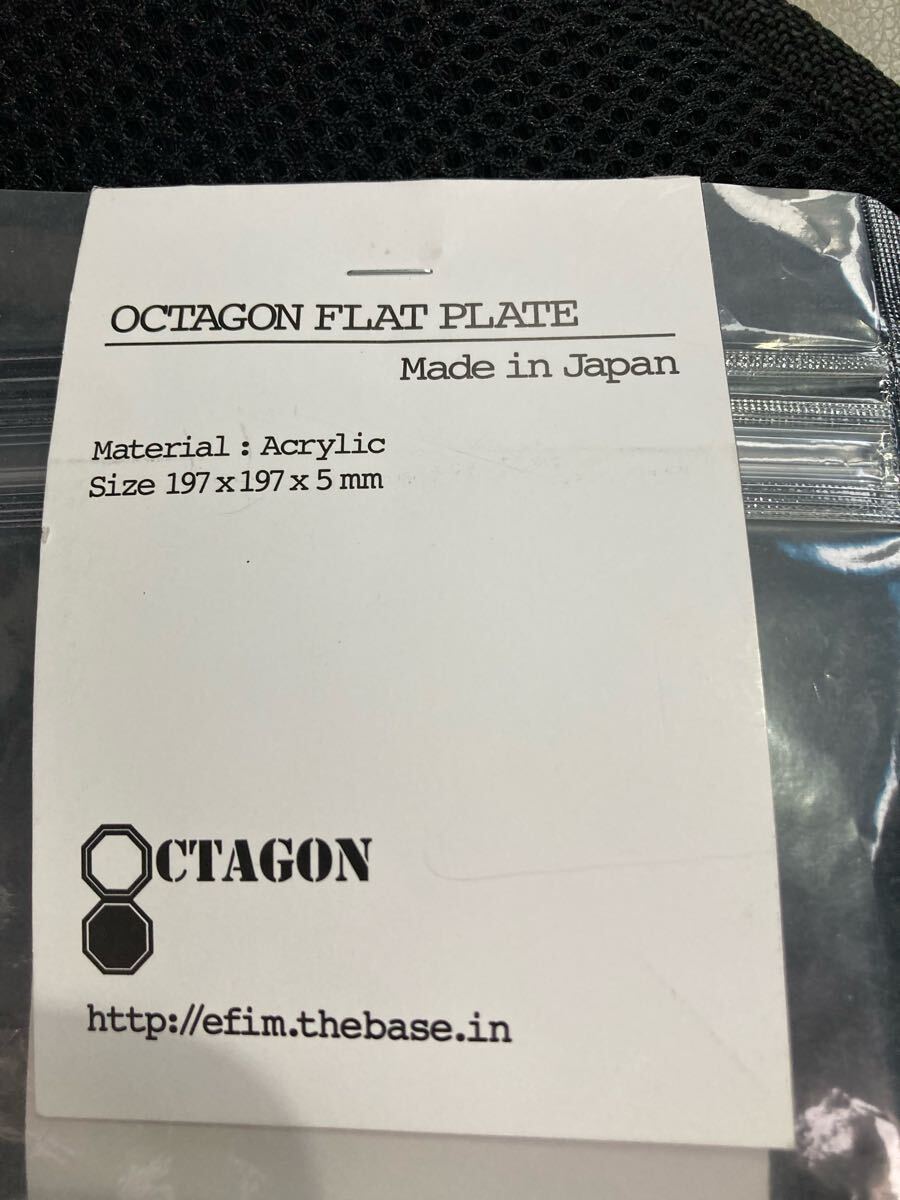 OCTAGON FLAT PLATE
Made in Japan
Material : Acrylic
Size 197 x 197 x 5 mm
OCTAGON
http://efim.thebase.in